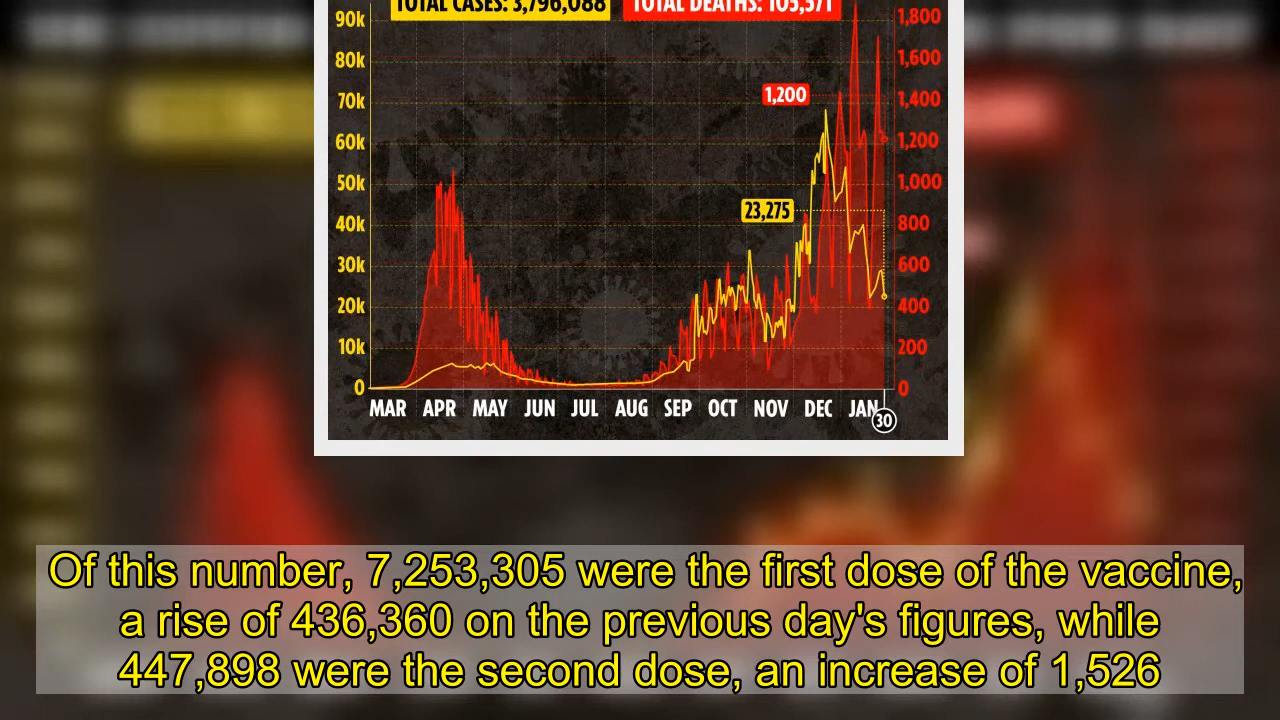 TOTAL CASES: 3,796,088 TOTAL DEATHS: 105,571
90k 1,800
80k 1,600
1,200
70k 1,400
60k 1,200
50k 1,000
23,275
40k 800
30k 600
20k 400
10k 200
0 0
MAR APR MAY JUN JUL AUG SEP OCT NOV DEC JAN
30
Of this number, 7,253,305 were the first dose of the vaccine,
a rise of 436,360 on the previous day's figures, while
447,898 were the second dose, an increase of 1,526